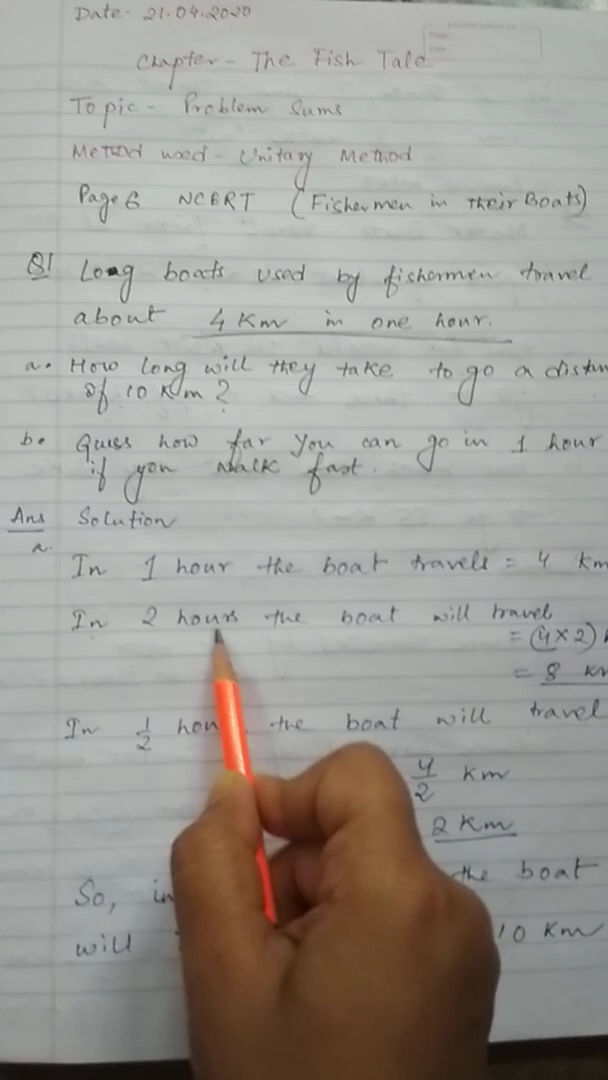 Date- 21.04.2020
Chapter - The Fish Tale
Topic - Problem Sums
Method used - Unitary Method
Page 6 NCERT (Fishermen in their Boats)
Q1 Long boats used by fishermen travel
about 4 Km in one hour.
a. How long will they take to go a distan
of 10 Km?
b. Guess how far you can go in 1 hour
if you walk fast.
Ans Solution
a.
In 1 hour the boat travels = 4 Km
In 2 hours the boat will travel
= (4×2) k
= 8 Km
In 1/2 hour the boat will travel
4/2 Km
2 Km
So, in the boat
will 10 Km